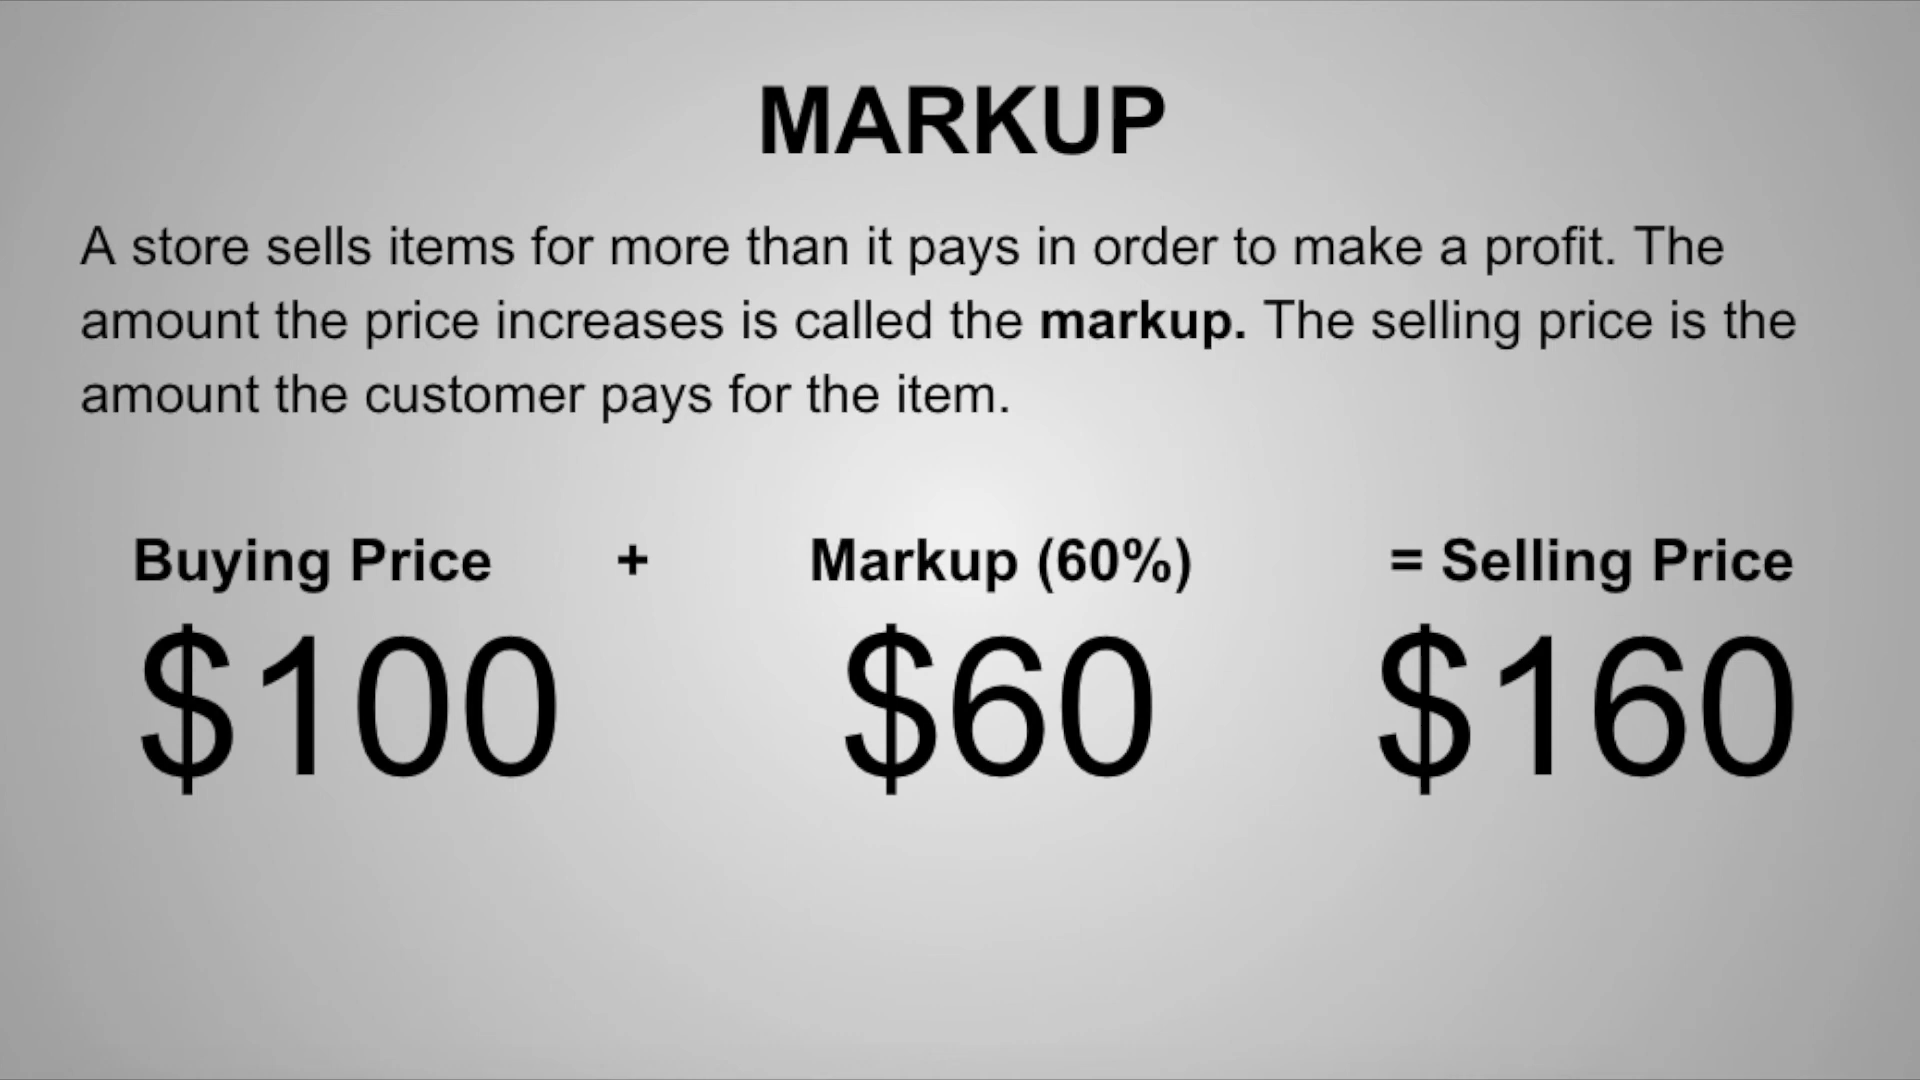 MARKUP
A store sells items for more than it pays in order to make a profit. The
amount the price increases is called the markup. The selling price is the
amount the customer pays for the item.
Buying Price + Markup (60%) = Selling Price
$100 $60 $160